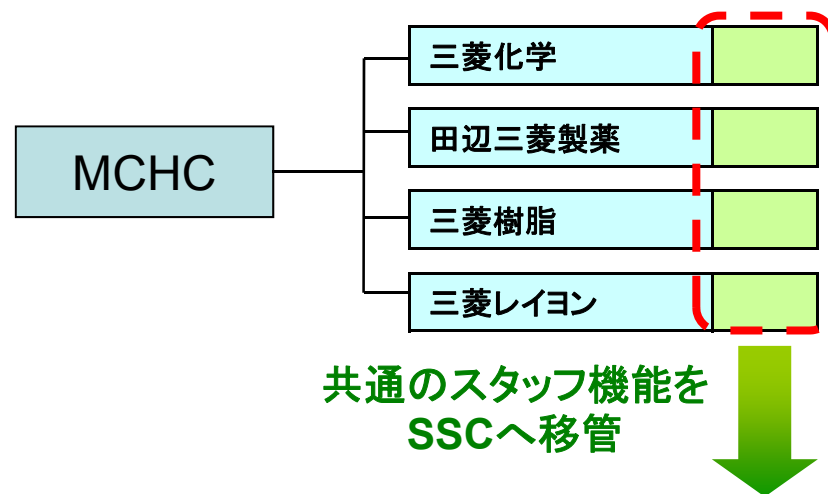 三菱化学
田辺三菱製薬
MCHC
三菱樹脂
三菱レイヨン
共通のスタッフ機能を
SSCへ移管